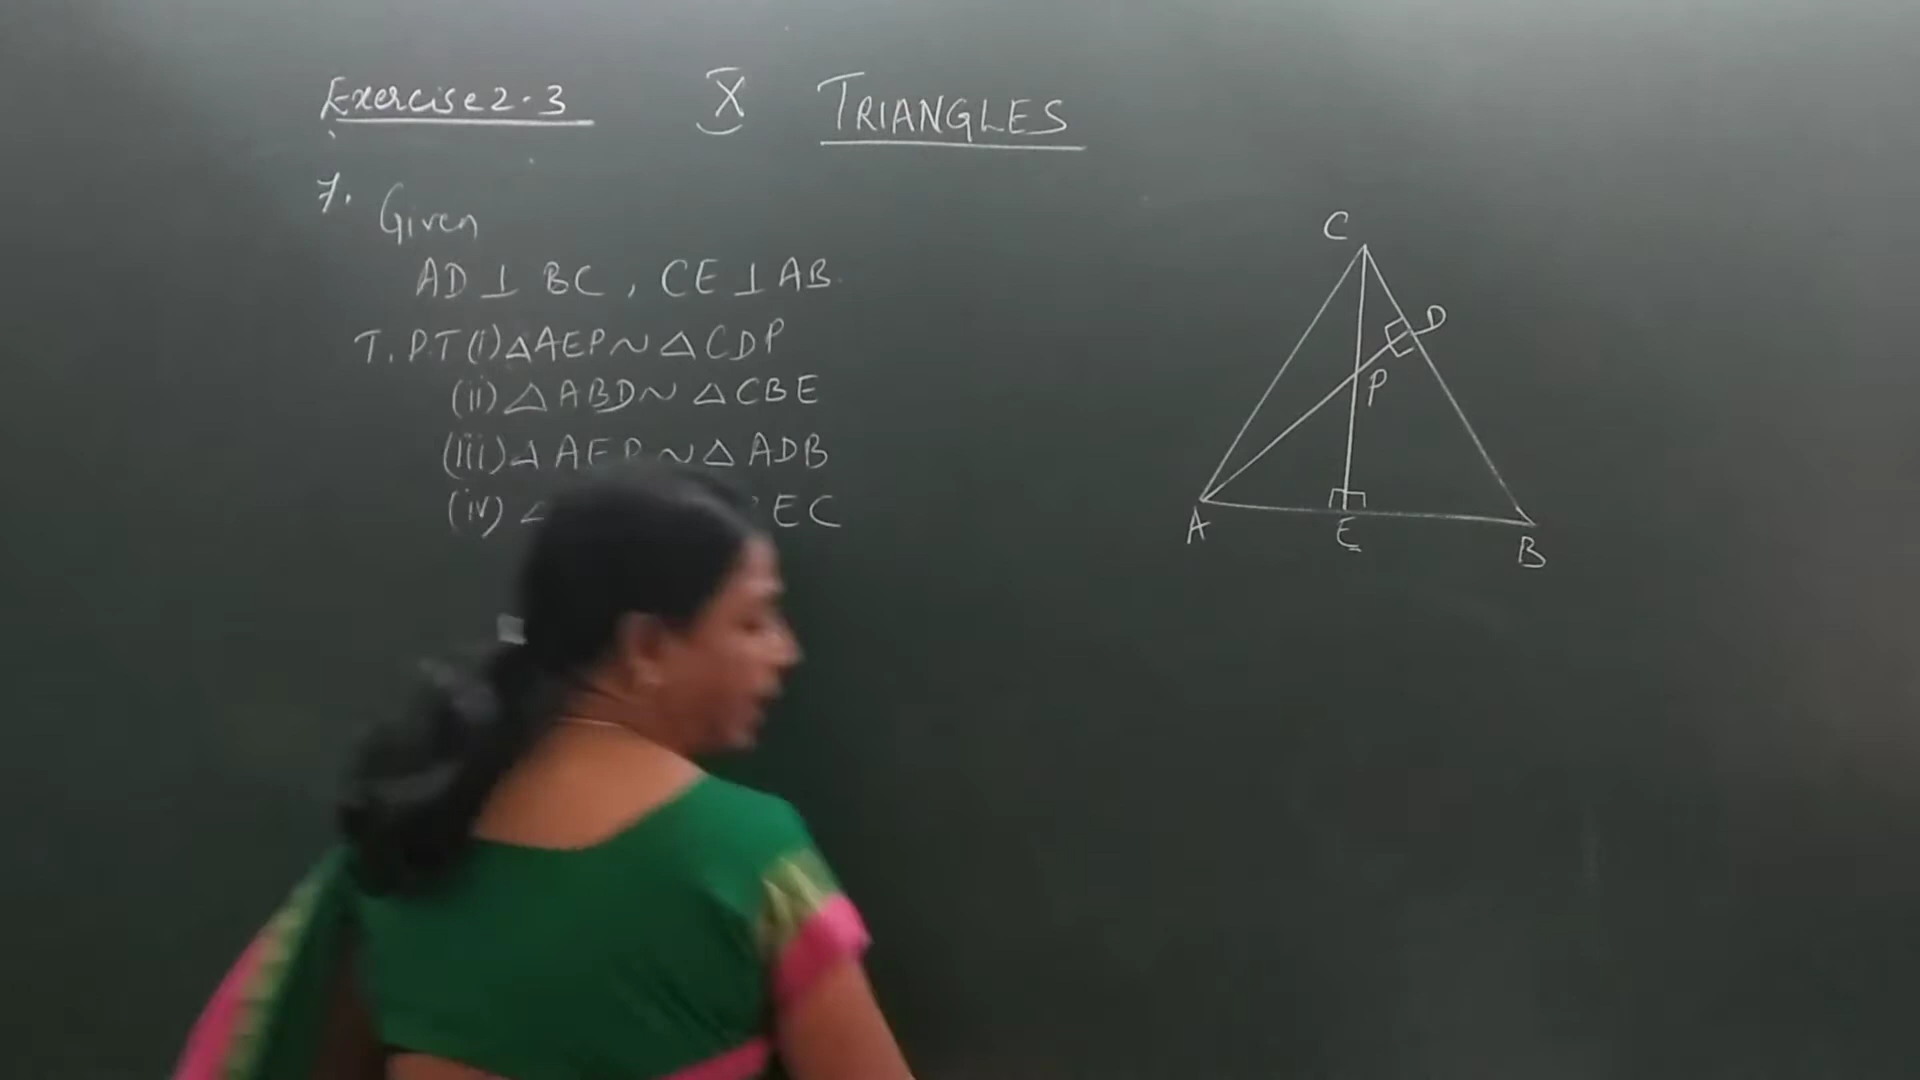 Exercise 2.3 X TRIANGLES
7. Given
AD ⊥ BC, CE ⊥ AB.
T.P.T (i) △AEP ~ △CDP
(ii) △ABD ~ △CBE
(iii) △AEP ~ △ADB
(iv) △ EC
C
D
P
A
E
B